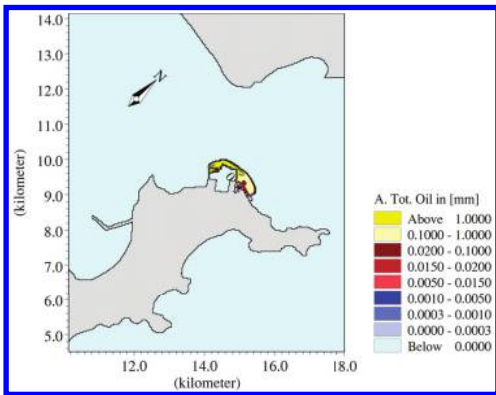 14.0
13.0
12.0
11.0
10.0
9.0
8.0
7.0
6.0
5.0
(kilometer)
N
12.0 14.0 16.0 18.0
(kilometer)
A. Tot. Oil in [mm]
Above 1.0000
0.1000 - 1.0000
0.0200 - 0.1000
0.0150 - 0.0200
0.0050 - 0.0150
0.0010 - 0.0050
0.0003 - 0.0010
0.0000 - 0.0003
Below 0.0000